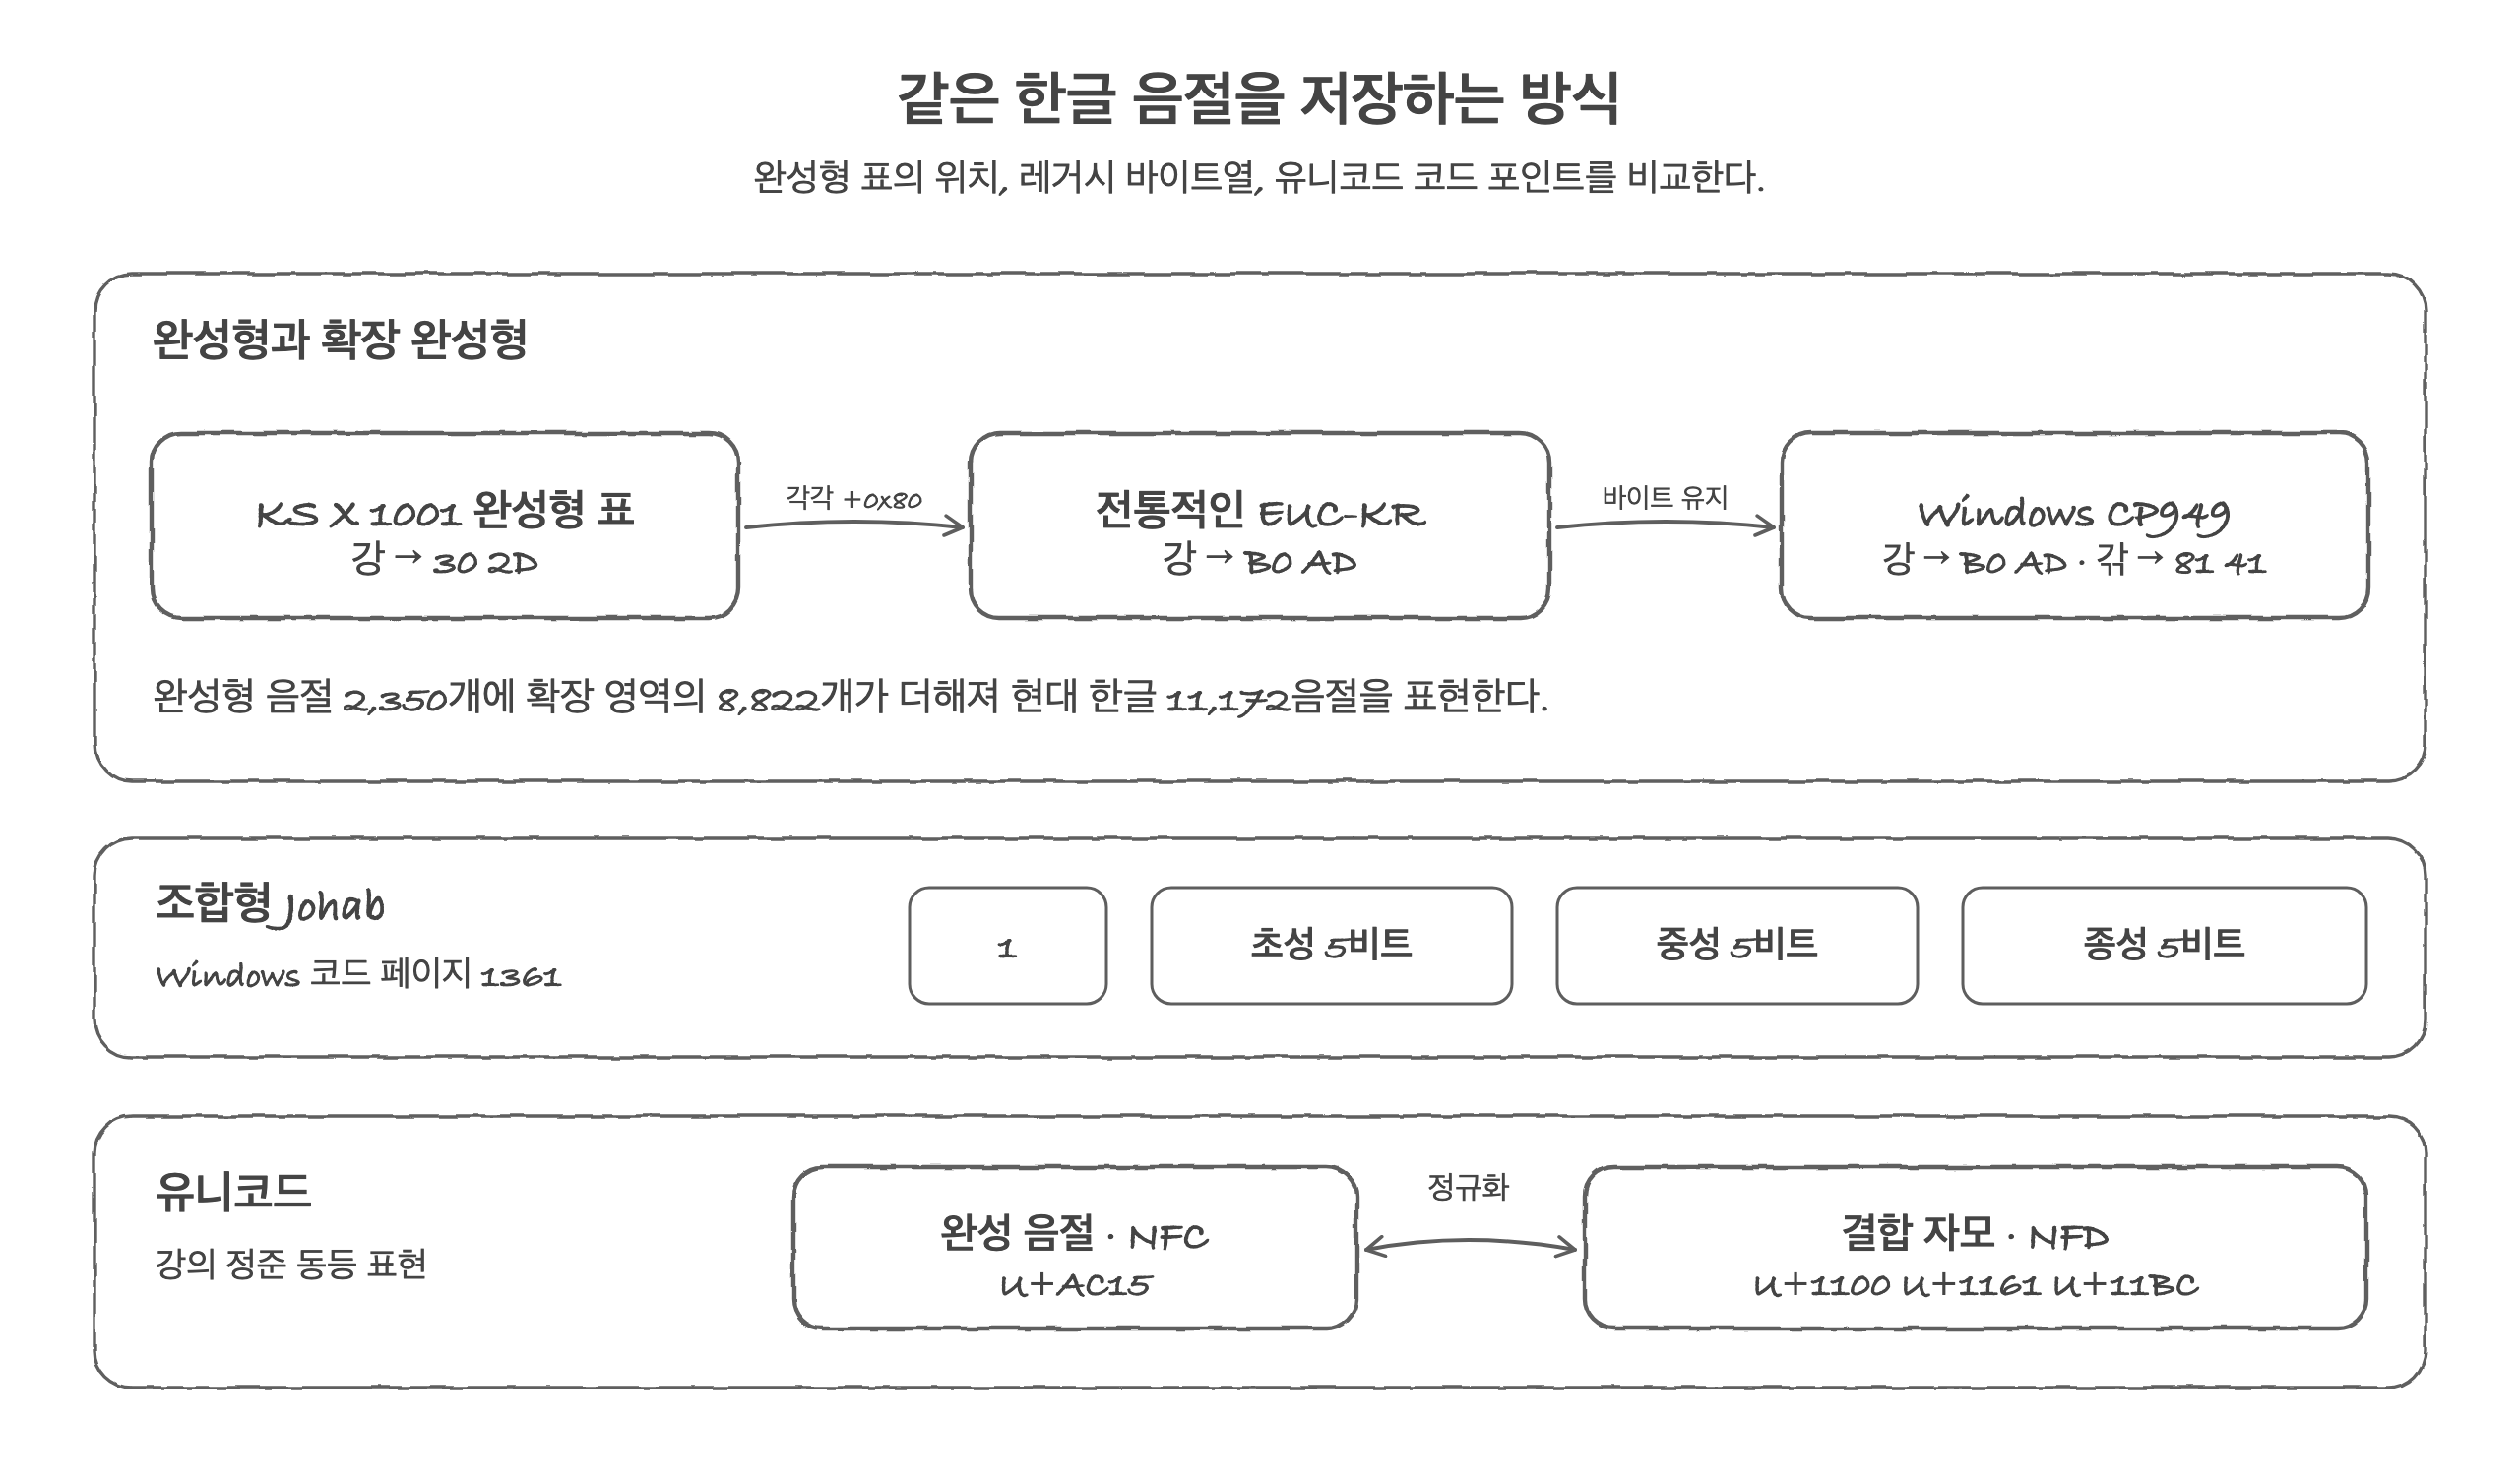 같은 한글 음절을 저장하는 방식
완성형 표의 위치, 레거시 바이트열, 유니코드 코드 포인트를 비교한다.
완성형과 확장 완성형
KS X 1001 완성형 표
강 → 30 2D
각각 +0x80
전통적인 EUC-KR
강 → B0 AD
바이트 유지
Windows CP949
강 → B0 AD · 갂 → 81 41
완성형 음절 2,350개에 확장 영역의 8,822개가 더해져 현대 한글 11,172음절을 표현한다.
조합형 Johab
Windows 코드 페이지 1361
1
초성 5비트
중성 5비트
종성 5비트
유니코드
강의 정준 동등 표현
완성 음절 · NFC
U+AC15
정규화
결합 자모 · NFD
U+1100 U+1161 U+11BC